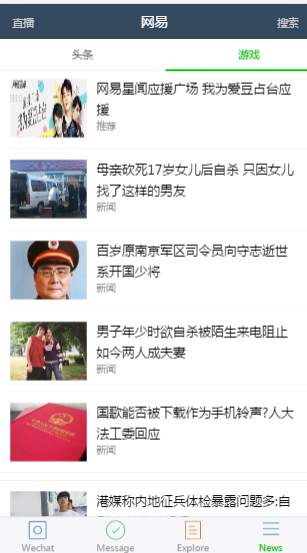 直播 网易 搜索
头条 游戏
网易星闻应援广场 我为爱豆占台应
援
推荐
母亲砍死17岁女儿后自杀 只因女儿
找了这样的男友
新闻
百岁原南京军区司令员向守志逝世
系开国少将
新闻
男子年少时欲自杀被陌生来电阻止
如今两人成夫妻
新闻
国歌能否被下载作为手机铃声?人大
法工委回应
新闻
港媒称内地征兵体检暴露问题多:自
Wechat Message Explore News